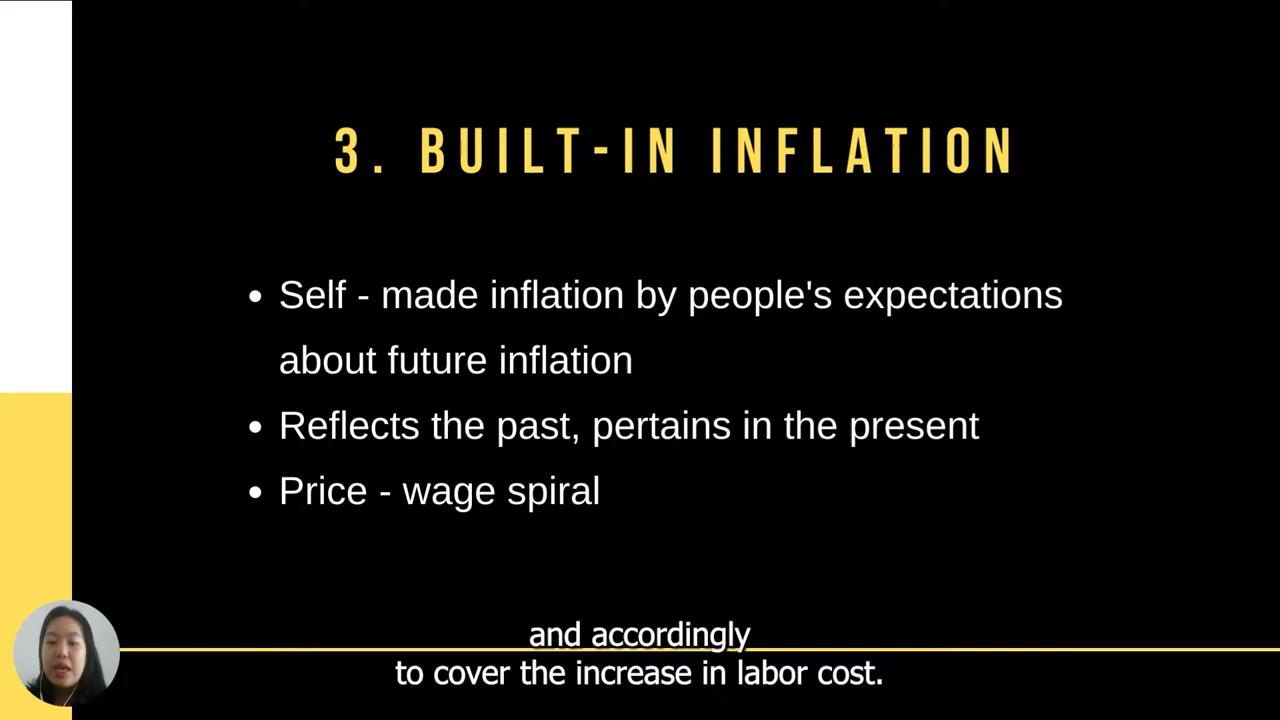 3. BUILT-IN INFLATION
• Self - made inflation by people's expectations
about future inflation
• Reflects the past, pertains in the present
• Price - wage spiral
and accordingly
to cover the increase in labor cost.